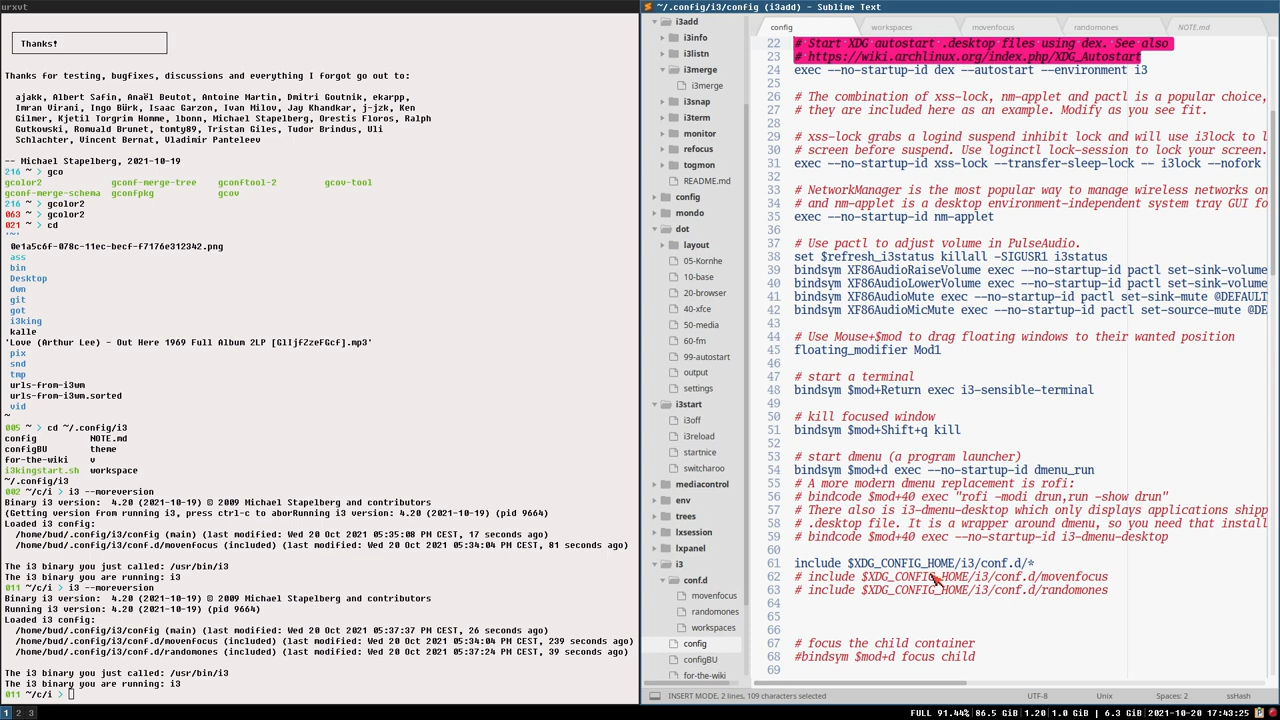 urxvt
Thanks!
Thanks for testing, bugfixes, discussions and everything I forgot go out to:
ajakk, Albert Safin, Anaël Beutot, Antoine Martin, Dmitri Goutnik, ekarpp,
Imran Virani, Ingo Bürk, Isaac Garzon, Ivan Milov, Jay Khandkar, j-jzk, Ken
Gilmer, Kjetil Torgrim Homme, lbonn, Michael Stapelberg, Orestis Floros, Ralph
Gutkowski, Romuald Brunet, tomty89, Tristan Giles, Tudor Brindus, Uli
Schlachter, Vincent Bernat, Vladimir Panteleev
-- Michael Stapelberg, 2021-10-19
216 ~ > gco
gcolor2 gconf-merge-tree gconftool-2 gcov-tool
gconf-merge-schema gconfpkg gcov
216 ~ > gcolor2
063 ~ > gcolor2
021 ~ > cd
0e1a5c6f-078c-11ec-becf-f7176e312342.png
ass
bin
Desktop
dwn
git
got
i3king
kalle
'Love (Arthur Lee) - Out Here 1969 Full Album 2LP [GlIjfZzeFGcf].mp3'
pix
snd
tmp
urls-from-i3wm
urls-from-i3wm.sorted
vid
~
005 ~ > cd ~/.config/i3
config NOTE.md
configBU theme
for-the-wiki v
i3kingstart.sh workspace
~/.config/i3
002 ~/c/i > i3 --moreversion
Binary i3 version: 4.20 (2021-10-19) © 2009 Michael Stapelberg and contributors
(Getting version from running i3, press ctrl-c to aborRunning i3 version: 4.20 (2021-10-19) (pid 9664)
Loaded i3 config:
/home/bud/.config/i3/config (main) (last modified: Wed 20 Oct 2021 05:35:08 PM CEST, 17 seconds ago)
/home/bud/.config/i3/conf.d/movenfocus (included) (last modified: Wed 20 Oct 2021 05:34:04 PM CEST, 81 seconds ago)
The i3 binary you just called: /usr/bin/i3
The i3 binary you are running: i3
011 ~/c/i > i3 --moreversion
Binary i3 version: 4.20 (2021-10-19) © 2009 Michael Stapelberg and contributors
Running i3 version: 4.20 (2021-10-19) (pid 9664)
Loaded i3 config:
/home/bud/.config/i3/config (main) (last modified: Wed 20 Oct 2021 05:37:37 PM CEST, 26 seconds ago)
/home/bud/.config/i3/conf.d/movenfocus (included) (last modified: Wed 20 Oct 2021 05:34:04 PM CEST, 239 seconds ago)
/home/bud/.config/i3/conf.d/randomones (included) (last modified: Wed 20 Oct 2021 05:37:24 PM CEST, 39 seconds ago)
The i3 binary you just called: /usr/bin/i3
The i3 binary you are running: i3
011 ~/c/i >
~/.config/i3/config (i3add) - Sublime Text
i3add
i3info
i3listn
i3merge
i3merge
i3snap
i3term
monitor
refocus
togmon
README.md
config
mondo
dot
layout
05-Kornhe
10-base
20-browser
40-xfce
50-media
60-fm
99-autostart
output
settings
i3start
i3off
i3reload
startnice
switcharoo
mediacontrol
env
trees
lxsession
lxpanel
i3
conf.d
movenfocus
randomones
workspaces
config
configBU
for-the-wiki
config workspaces movenfocus randomones NOTE.md
22 # Start XDG autostart .desktop files using dex. See also
23 # https://wiki.archlinux.org/index.php/XDG_Autostart
24 exec --no-startup-id dex --autostart --environment i3
25
26 # The combination of xss-lock, nm-applet and pactl is a popular choice,
27 # they are included here as an example. Modify as you see fit.
28
29 # xss-lock grabs a logind suspend inhibit lock and will use i3lock to l
30 # screen before suspend. Use loginctl lock-session to lock your screen.
31 exec --no-startup-id xss-lock --transfer-sleep-lock -- i3lock --nofork
32
33 # NetworkManager is the most popular way to manage wireless networks on
34 # and nm-applet is a desktop environment-independent system tray GUI fo
35 exec --no-startup-id nm-applet
36
37 # Use pactl to adjust volume in PulseAudio.
38 set $refresh_i3status killall -SIGUSR1 i3status
39 bindsym XF86AudioRaiseVolume exec --no-startup-id pactl set-sink-volume
40 bindsym XF86AudioLowerVolume exec --no-startup-id pactl set-sink-volume
41 bindsym XF86AudioMute exec --no-startup-id pactl set-sink-mute @DEFAULT
42 bindsym XF86AudioMicMute exec --no-startup-id pactl set-source-mute @DE
43
44 # Use Mouse+$mod to drag floating windows to their wanted position
45 floating_modifier Mod1
46
47 # start a terminal
48 bindsym $mod+Return exec i3-sensible-terminal
49
50 # kill focused window
51 bindsym $mod+Shift+q kill
52
53 # start dmenu (a program launcher)
54 bindsym $mod+d exec --no-startup-id dmenu_run
55 # A more modern dmenu replacement is rofi:
56 # bindcode $mod+40 exec "rofi -modi drun,run -show drun"
57 # There also is i3-dmenu-desktop which only displays applications shipp
58 # .desktop file. It is a wrapper around dmenu, so you need that install
59 # bindcode $mod+40 exec --no-startup-id i3-dmenu-desktop
60
61 include $XDG_CONFIG_HOME/i3/conf.d/*
62 # include $XDG_CONFIG_HOME/i3/conf.d/movenfocus
63 # include $XDG_CONFIG_HOME/i3/conf.d/randomones
64
65
66
67 # focus the child container
68 #bindsym $mod+d focus child
69
INSERT MODE, 2 lines, 109 characters selected UTF-8 Unix Spaces: 2 ssHash
1 2 3 FULL 91.44% | 86.5 GiB | 1.20 | 1.0 GiB | 6.3 GiB | 2021-10-20 17:43:25